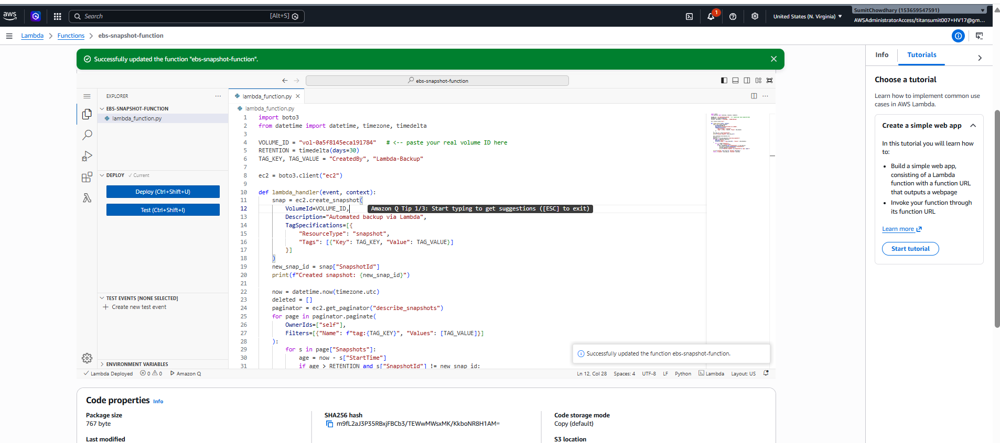 aws
Search
[Alt+S]
1
United States (N. Virginia)
SumitChowdhary (153659547591)
AWSAdministratorAccess/titansumit007+HV17@gm...
Lambda
Functions
ebs-snapshot-function
Successfully updated the function "ebs-snapshot-function".
ebs-snapshot-function
EXPLORER
EBS-SNAPSHOT-FUNCTION
lambda_function.py
DEPLOY
Current
Deploy (Ctrl+Shift+U)
Test (Ctrl+Shift+I)
TEST EVENTS [NONE SELECTED]
Create new test event
ENVIRONMENT VARIABLES
lambda_function.py
lambda_function.py
1 import boto3
2 from datetime import datetime, timezone, timedelta
3
4 VOLUME_ID = "vol-0a5f8145eca191784"   # <-- paste your real volume ID here
5 RETENTION = timedelta(days=30)
6 TAG_KEY, TAG_VALUE = "CreatedBy", "Lambda-Backup"
7
8 ec2 = boto3.client("ec2")
9
10 def lambda_handler(event, context):
11 snap = ec2.create_snapshot(
12 VolumeId=VOLUME_ID, Amazon Q Tip 1/3: Start typing to get suggestions ([ESC] to exit)
13 Description="Automated backup via Lambda",
14 TagSpecifications=[{
15 "ResourceType": "snapshot",
16 "Tags": [{"Key": TAG_KEY, "Value": TAG_VALUE}]
17 }]
18 )
19 new_snap_id = snap["SnapshotId"]
20 print(f"Created snapshot: {new_snap_id}")
21
22 now = datetime.now(timezone.utc)
23 deleted = []
24 paginator = ec2.get_paginator("describe_snapshots")
25 for page in paginator.paginate(
26 OwnerIds=["self"],
27 Filters=[{"Name": f"tag:{TAG_KEY}", "Values": [TAG_VALUE]}]
28 ):
29 for s in page["Snapshots"]:
30 age = now - s["StartTime"]
31 if age > RETENTION and s["SnapshotId"] != new_snap_id:
Successfully updated the function ebs-snapshot-function.
Lambda Deployed
0
0
Amazon Q
Ln 12, Col 28
Spaces: 4
UTF-8
LF
Python
Lambda
Layout: US
Code properties
Info
Package size
767 byte
Last modified
SHA256 hash
m9fL2aJ3P35RBxjFBCb3/TEWwMWsxMK/KkboNR8H1AM=
Code storage mode
Copy (default)
S3 location
Info
Tutorials
Choose a tutorial
Learn how to implement common use
cases in AWS Lambda.
Create a simple web app
In this tutorial you will learn how
to:
• Build a simple web app,
consisting of a Lambda
function with a function URL
that outputs a webpage
• Invoke your function through
its function URL
Learn more
Start tutorial